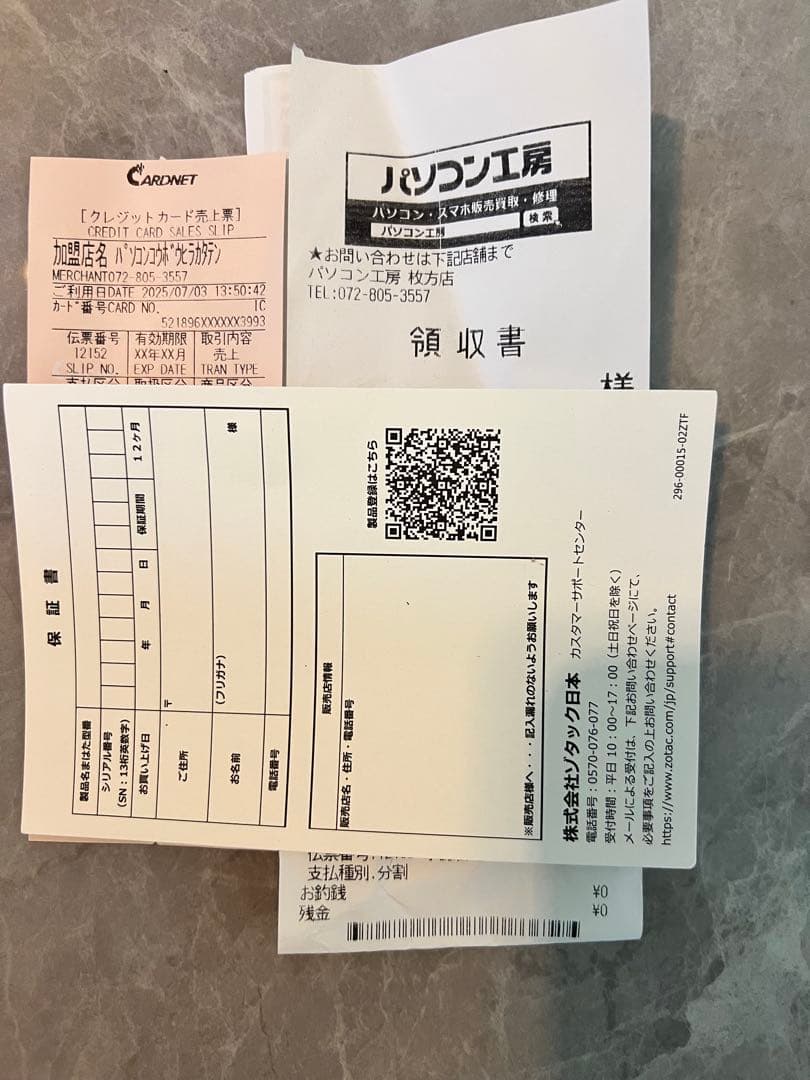 CARDNET
[クレジットカード売上票]
CREDIT CARD SALES SLIP
加盟店名 パソコンコウボウヒラカタテン
MERCHANT072-805-3557
ご利用日DATE 2025/07/03 13:50:42
カード番号CARD NO. IC
521896XXXXXX3993
伝票番号 有効期限 取引内容
12152 XX年XX月 売上
SLIP NO. EXP DATE TRAN TYPE
支払区分 取扱区分 商品区分
パソコン工房
パソコン・スマホ販売買取・修理
パソコン工房 検索
★お問い合わせは下記店舗まで
パソコン工房 枚方店
TEL:072-805-3557
領収書
様
保証書
製品名または型番
シリアル番号
(SN:13桁英数字)
お買い上げ日 年 月 日 保証期間 12ヶ月
ご住所 〒
お名前 (フリガナ) 様
電話番号
販売店情報
販売店名・住所・電話番号
※販売店様へ・・・記入漏れのないようお願いします
製品登録はこちら
株式会社ゾタック日本 カスタマーサポートセンター
電話番号:0570-076-077
受付時間:平日 10:00~17:00(土日祝日を除く)
メールによる受付は、下記お問い合わせページにて、
必要事項をご記入の上お問い合わせください。
https://www.zotac.com/jp/support#contact
296-00015-02ZTF
伝票番号
支払種別.分割
お釣銭 ¥0
残金 ¥0